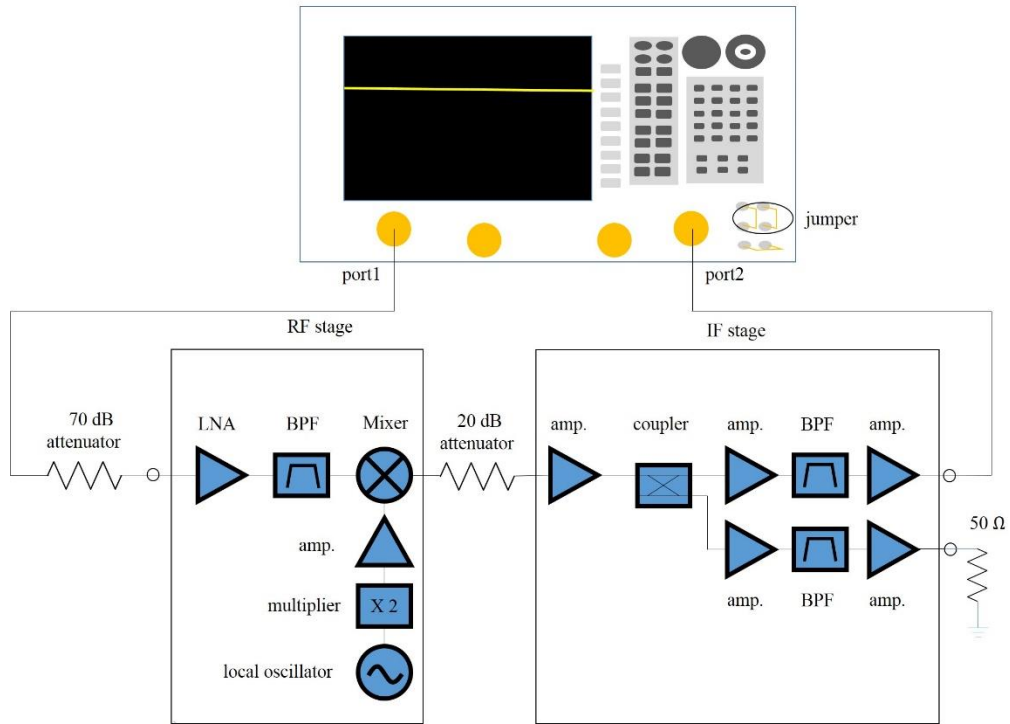 jumper
port1
port2
RF stage
IF stage
70 dB
attenuator
LNA
BPF
Mixer
20 dB
attenuator
amp.
coupler
amp.
BPF
amp.
50 Ω
amp.
multiplier
X 2
amp.
BPF
amp.
local oscillator